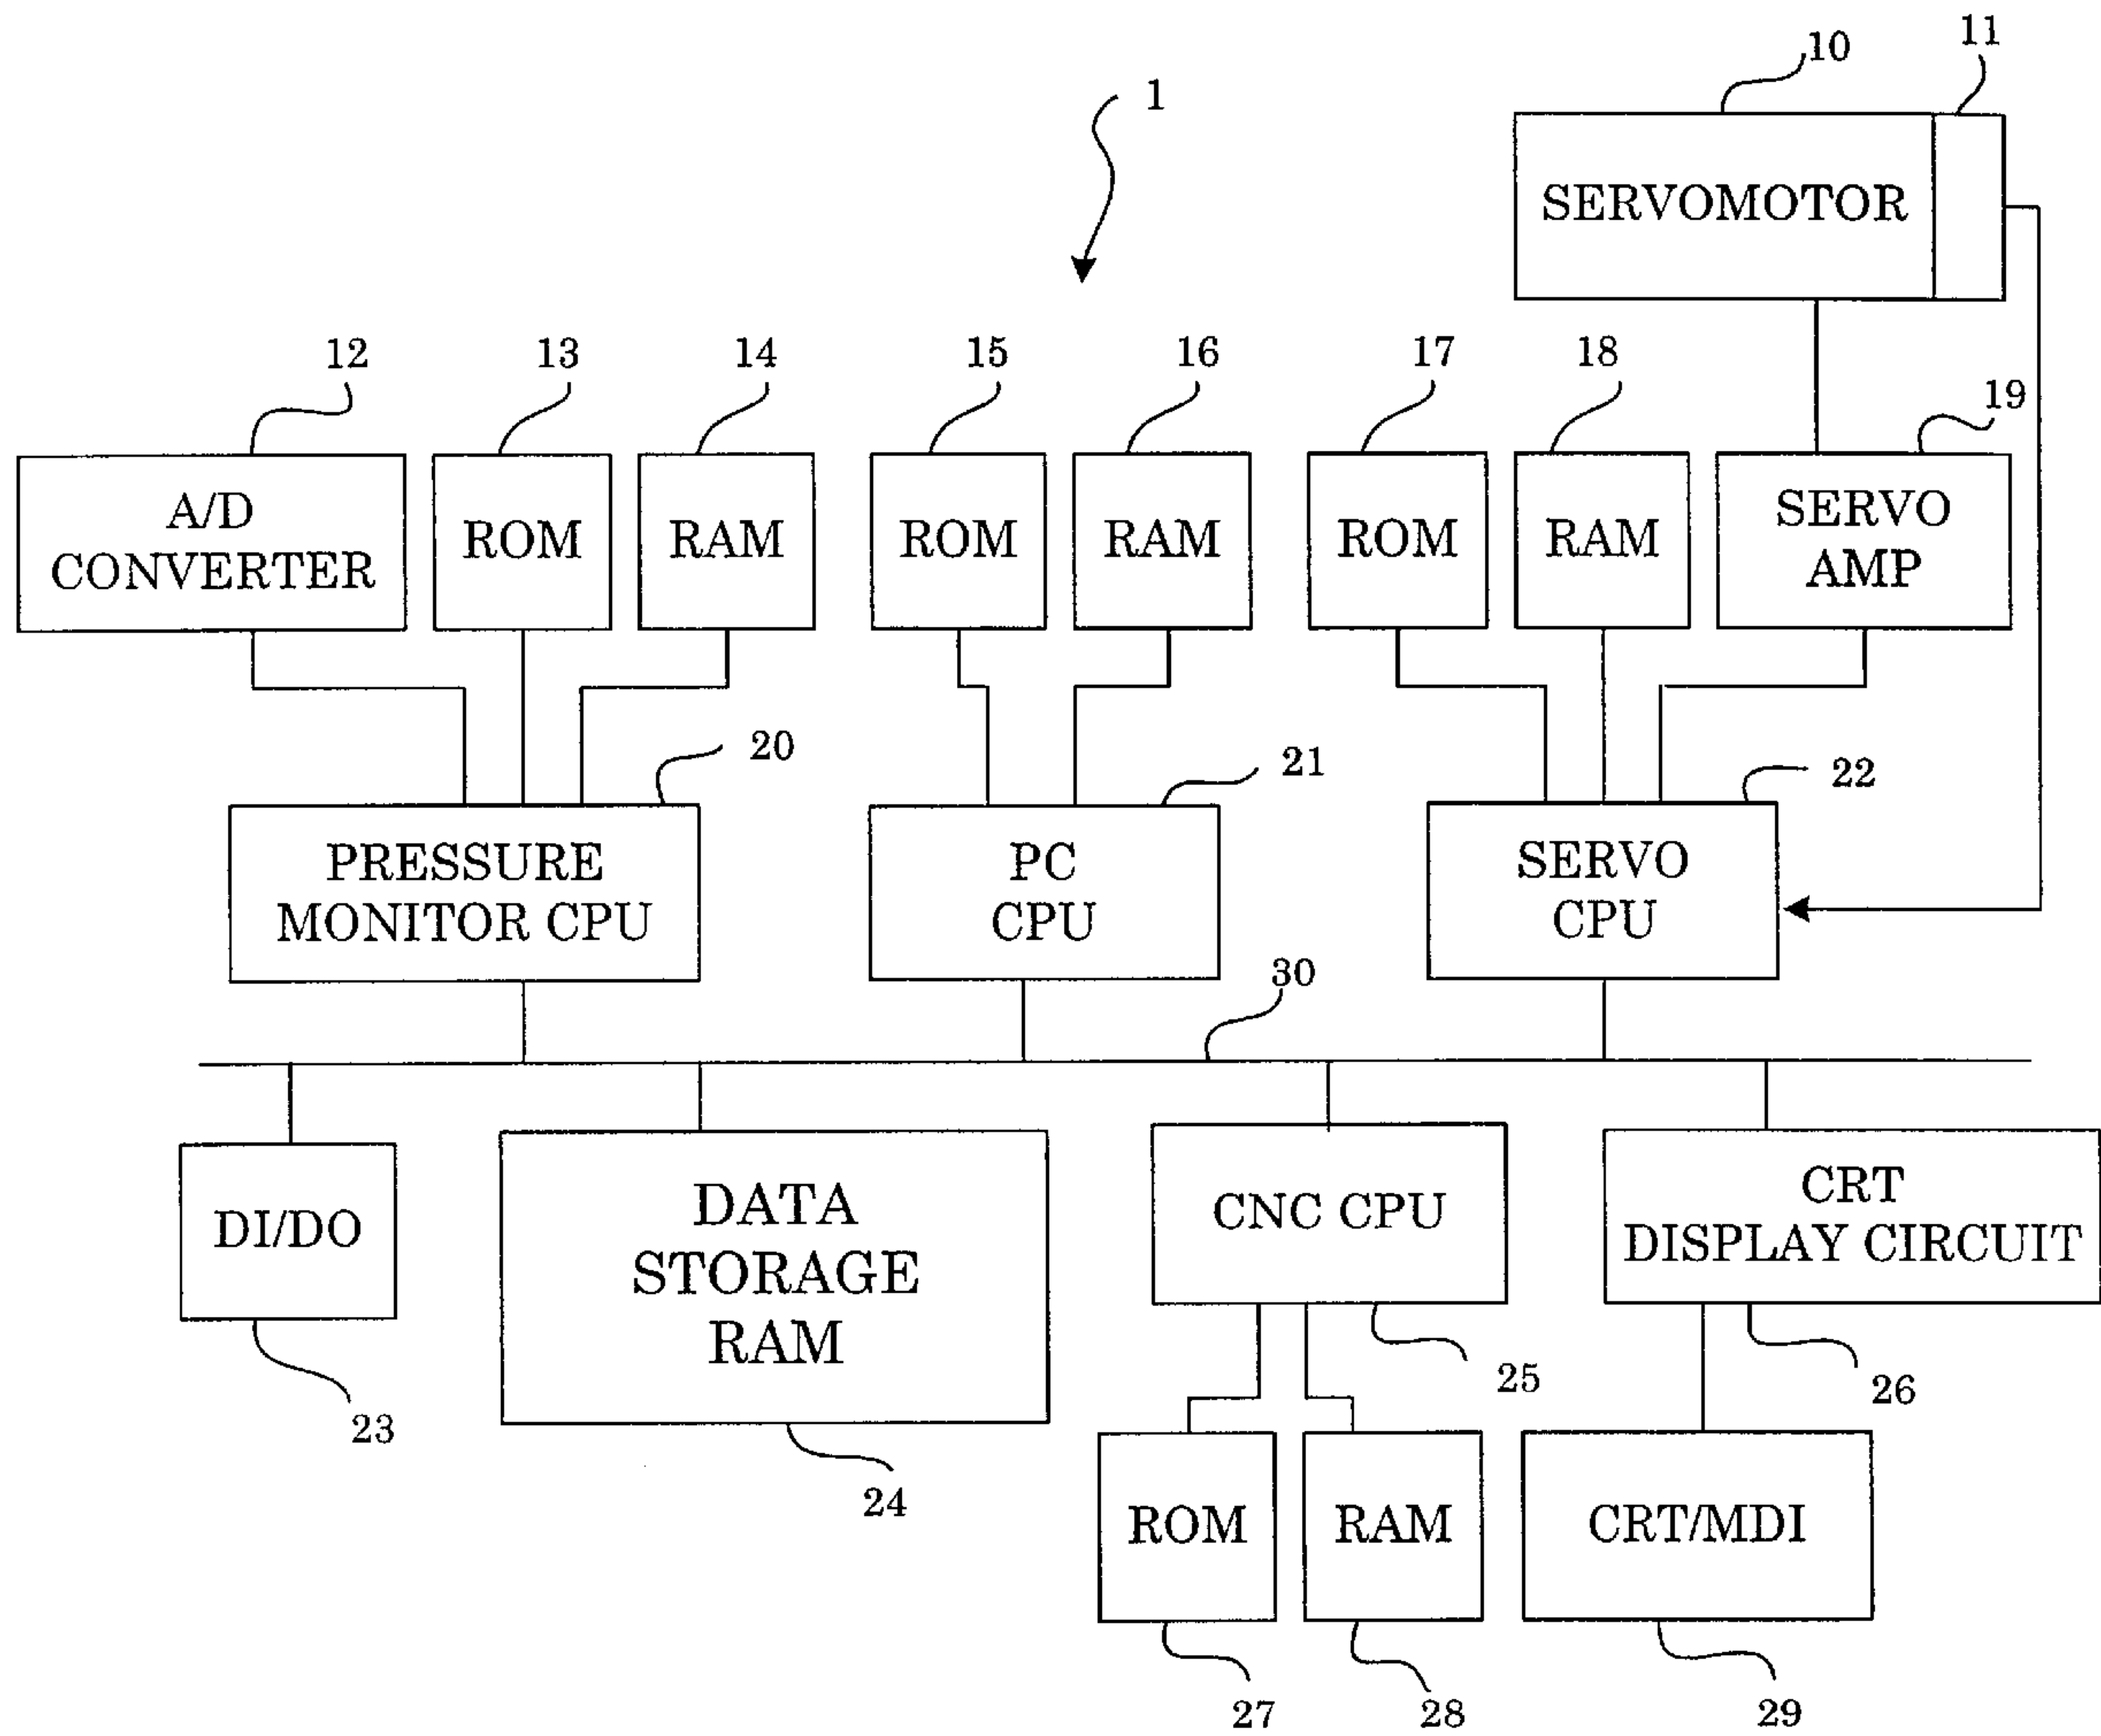 11
10
1
SERVOMOTOR
12
13
14
15
16
17
18
19
A/D
CONVERTER
ROM
RAM
ROM
RAM
ROM
RAM
SERVO
AMP
20
21
22
PRESSURE
MONITOR CPU
PC
CPU
SERVO
CPU
30
DI/DO
DATA
STORAGE
RAM
CNC CPU
CRT
DISPLAY CIRCUIT
23
24
25
26
ROM
RAM
CRT/MDI
27
28
29